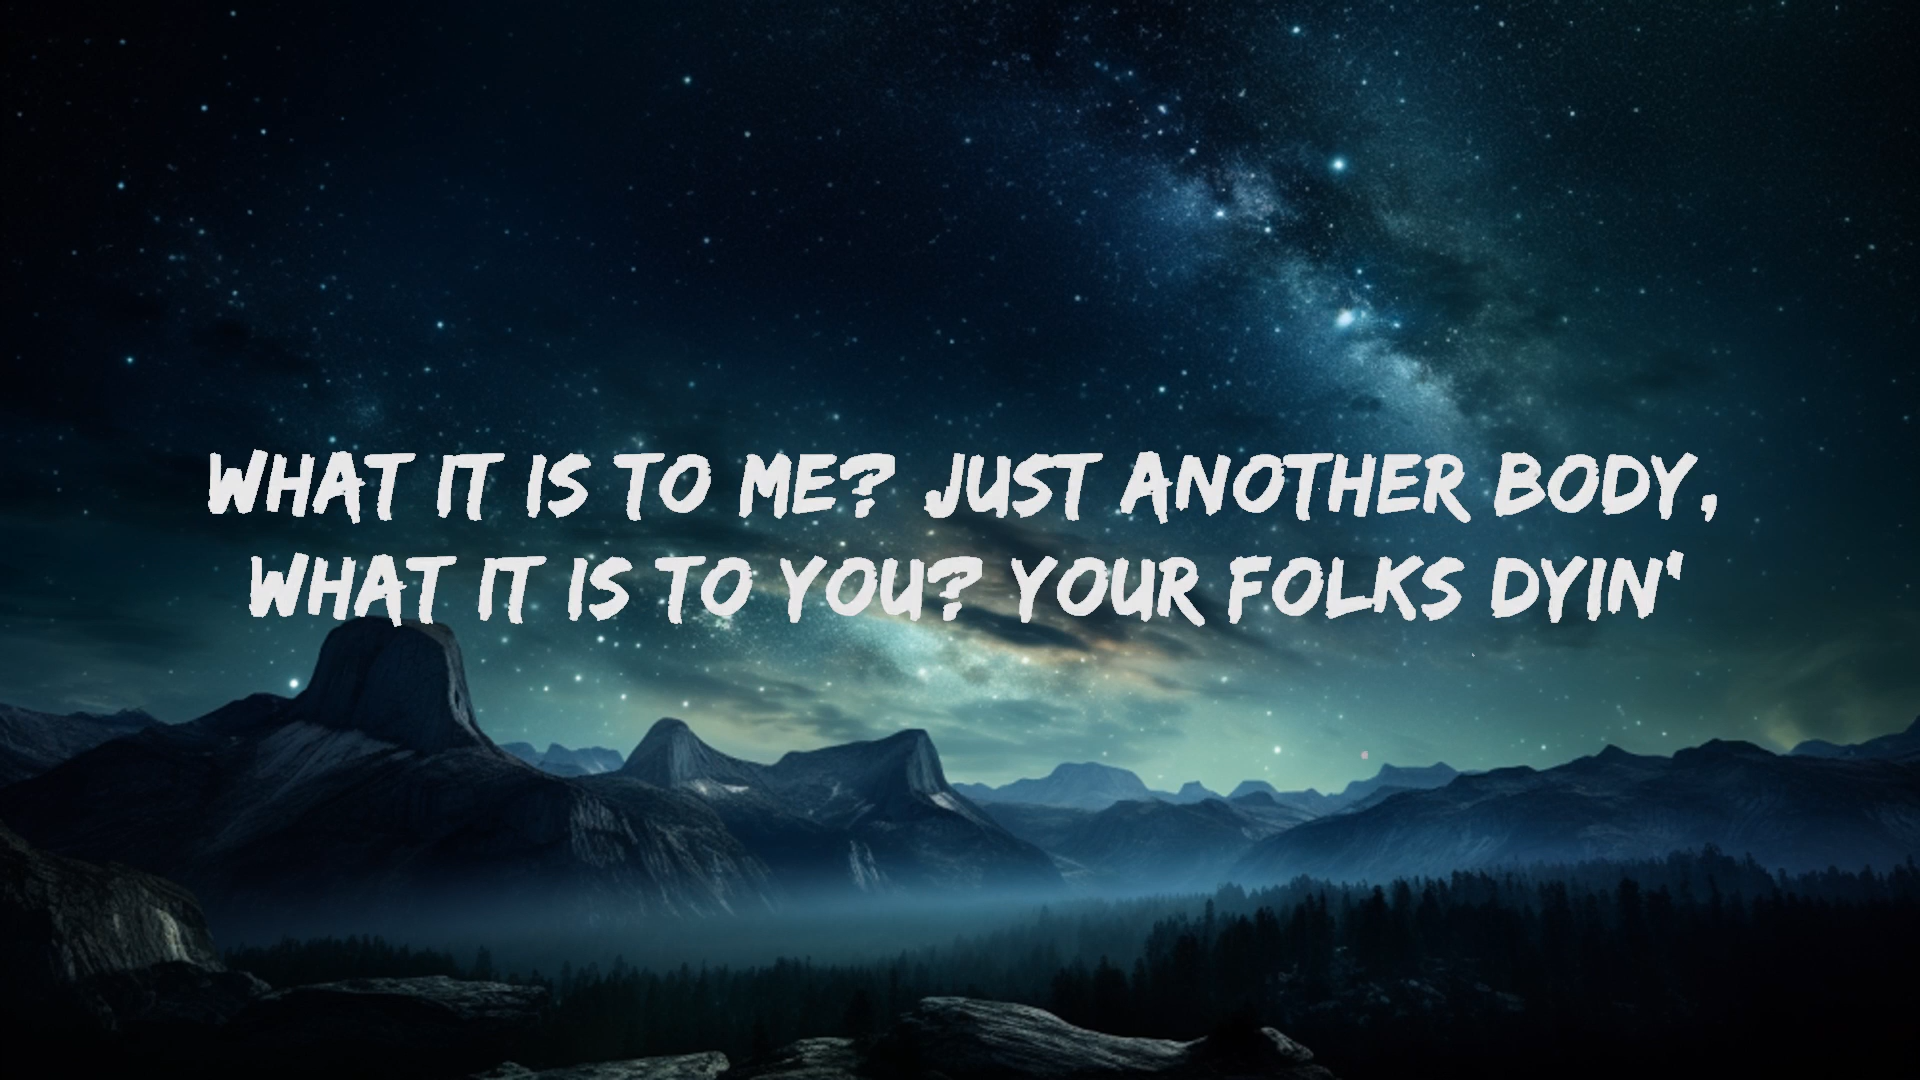 WHAT IT IS TO ME? JUST ANOTHER BODY,
WHAT IT IS TO YOU? YOUR FOLKS DYIN'